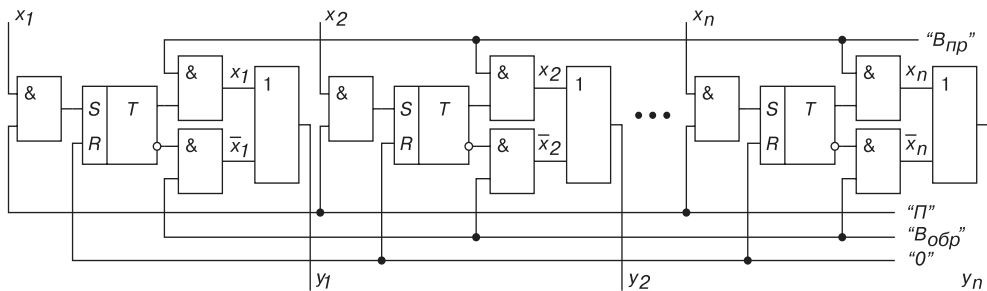 x1 x2 xn
& & & & & & “Впр”
x1 1 x2 1 xn 1
S T S T S T
R R R
& x̅1 & x̅2 & x̅n
“П”
“Вобр”
“0”
y1 y2 yn